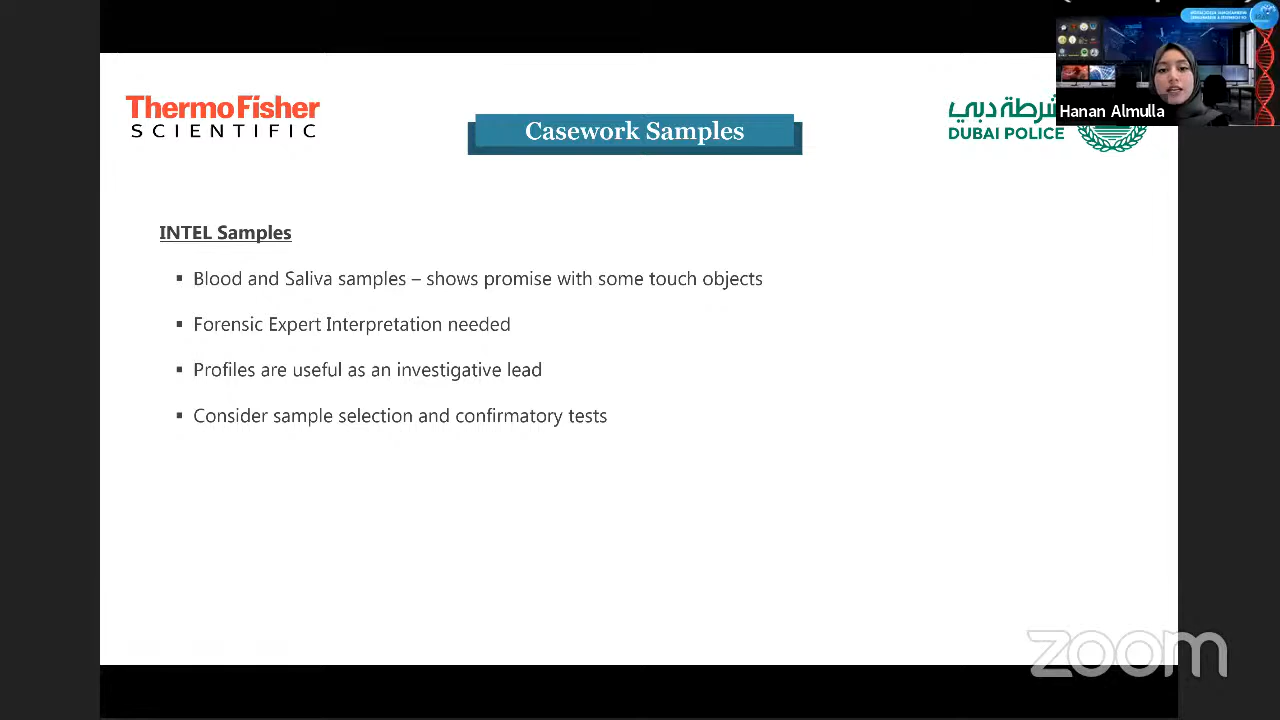 ThermoFisher
SCIENTIFIC
Casework Samples
شرطة دبي
DUBAI POLICE
Hanan Almulla
INTEL Samples
▪ Blood and Saliva samples – shows promise with some touch objects
▪ Forensic Expert Interpretation needed
▪ Profiles are useful as an investigative lead
▪ Consider sample selection and confirmatory tests
zoom